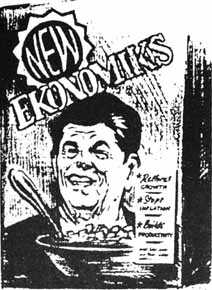 NEW
EKONOMIKS
★ Restores
GROWTH
★ Stops
INFLATION
★ Builds
PRODUCTIVITY